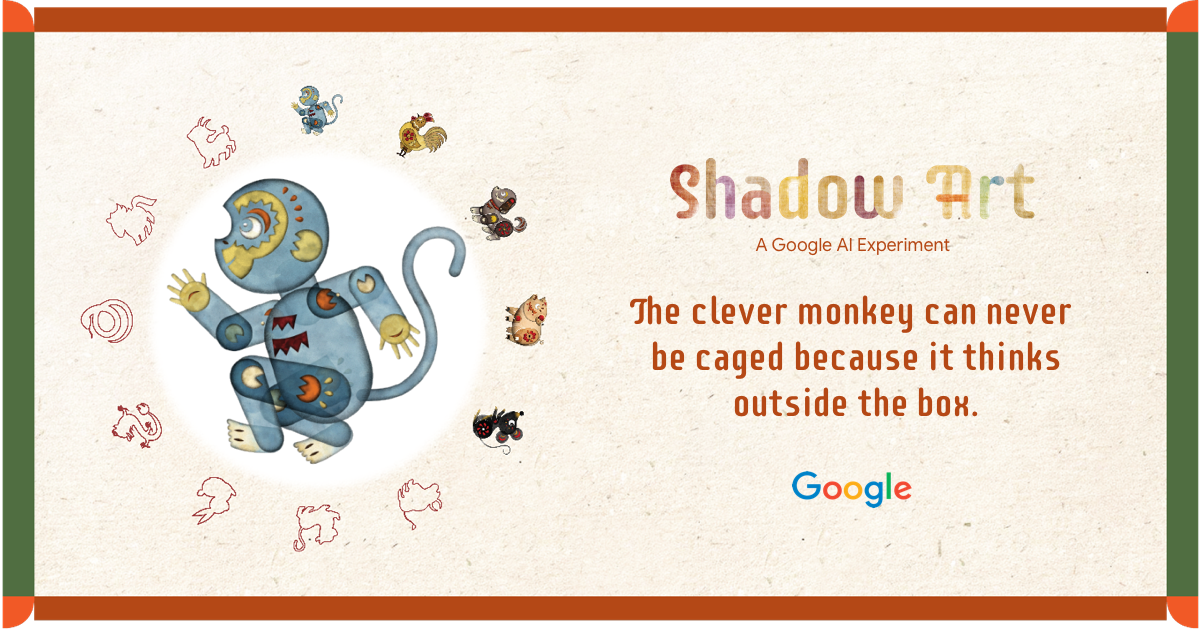 Shadow Art
A Google AI Experiment
The clever monkey can never
be caged because it thinks
outside the box.
Google